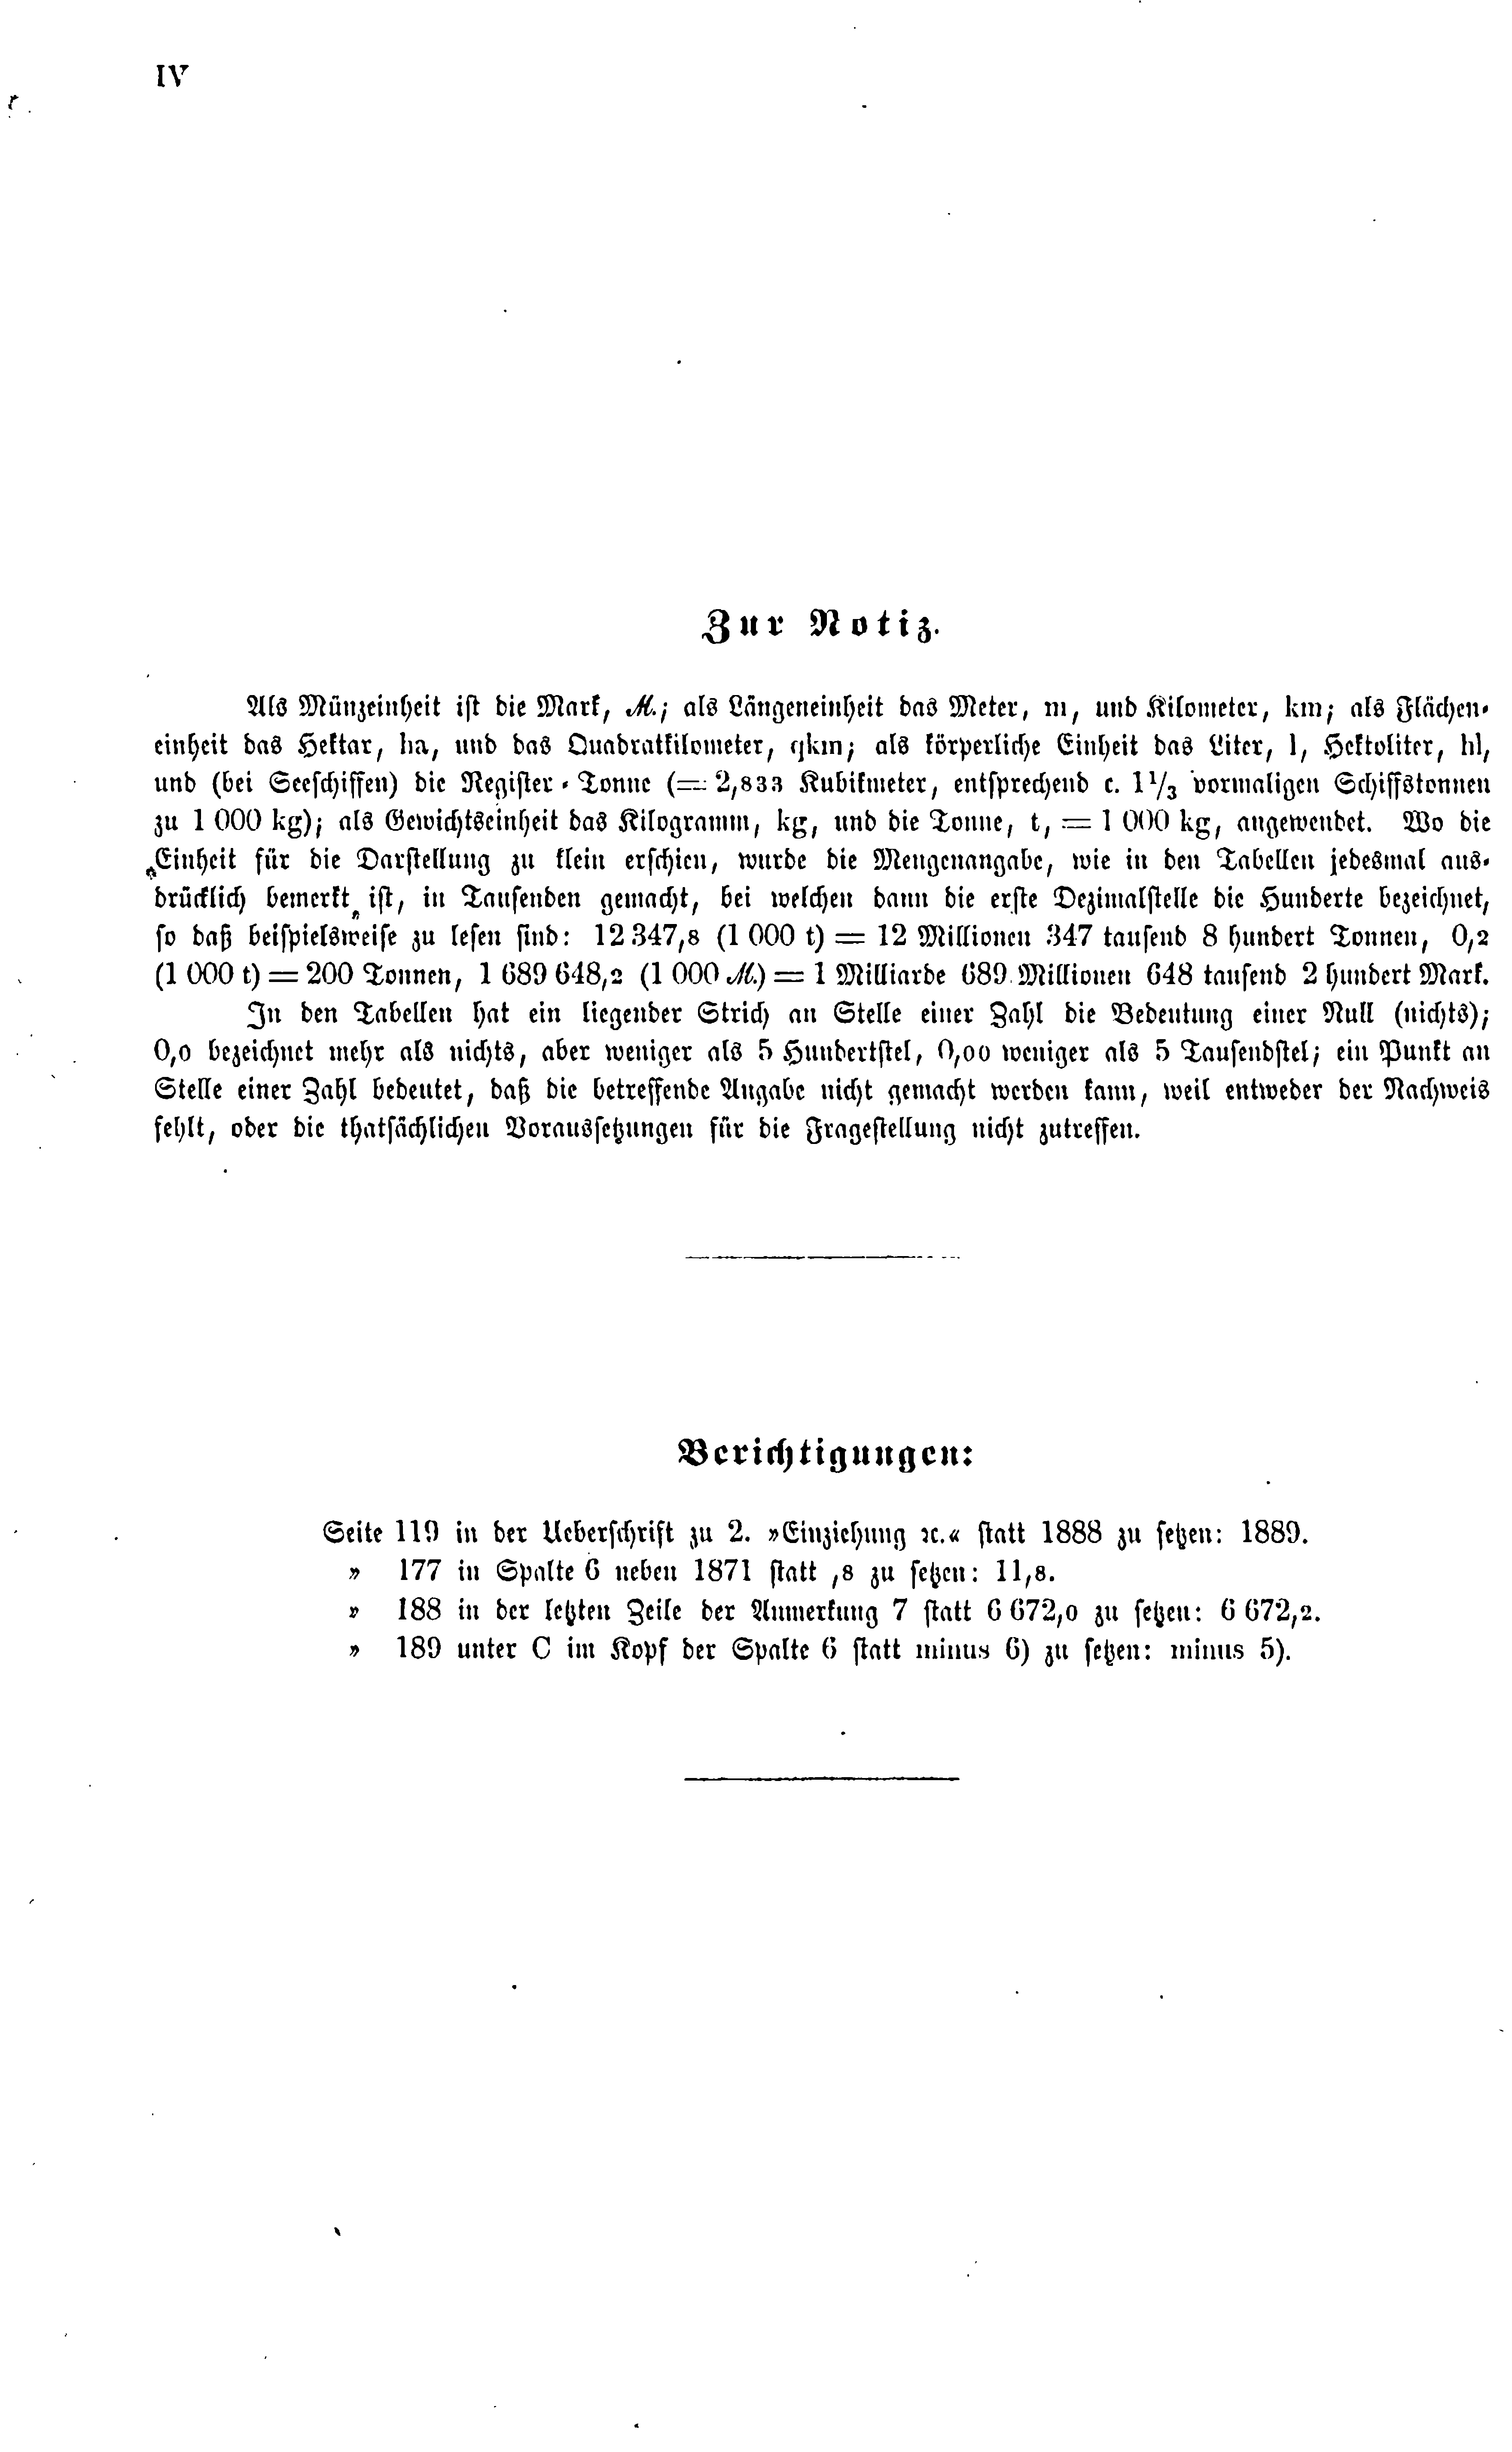 IV
Zur Notiz.
Als Münzeinheit ist die Mark, ℳ.; als Längeneinheit das Meter, m, und Kilometer, km; als Flächen-
einheit das Hektar, ha, und das Quadratkilometer, qkm; als körperliche Einheit das Liter, l, Hektoliter, hl,
und (bei Seeschiffen) die Register-Tonne (= 2,833 Kubikmeter, entsprechend c. 1 1/3 vormaligen Schiffstonnen
zu 1 000 kg); als Gewichtseinheit das Kilogramm, kg, und die Tonne, t, = 1 000 kg, angewendet. Wo die
Einheit für die Darstellung zu klein erschien, wurde die Mengenangabe, wie in den Tabellen jedesmal aus-
drücklich bemerkt ist, in Tausenden gemacht, bei welchen dann die erste Dezimalstelle die Hunderte bezeichnet,
so daß beispielsweise zu lesen sind: 12 347,8 (1 000 t) = 12 Millionen 347 tausend 8 hundert Tonnen, 0,2
(1 000 t) = 200 Tonnen, 1 689 648,2 (1 000 ℳ.) = 1 Milliarde 689 Millionen 648 tausend 2 hundert Mark.
In den Tabellen hat ein liegender Strich an Stelle einer Zahl die Bedeutung einer Null (nichts);
0,0 bezeichnet mehr als nichts, aber weniger als 5 Hundertstel, 0,00 weniger als 5 Tausendstel; ein Punkt an
Stelle einer Zahl bedeutet, daß die betreffende Angabe nicht gemacht werden kann, weil entweder der Nachweis
fehlt, oder die thatsächlichen Voraussetzungen für die Fragestellung nicht zutreffen.
Berichtigungen:
Seite 119 in der Ueberschrift zu 2. »Einziehung ꝛc.« statt 1888 zu setzen: 1889.
» 177 in Spalte 6 neben 1871 statt ,8 zu setzen: 11,8.
» 188 in der letzten Zeile der Anmerkung 7 statt 6 672,0 zu setzen: 6 672,2.
» 189 unter C im Kopf der Spalte 6 statt minus 6) zu setzen: minus 5).